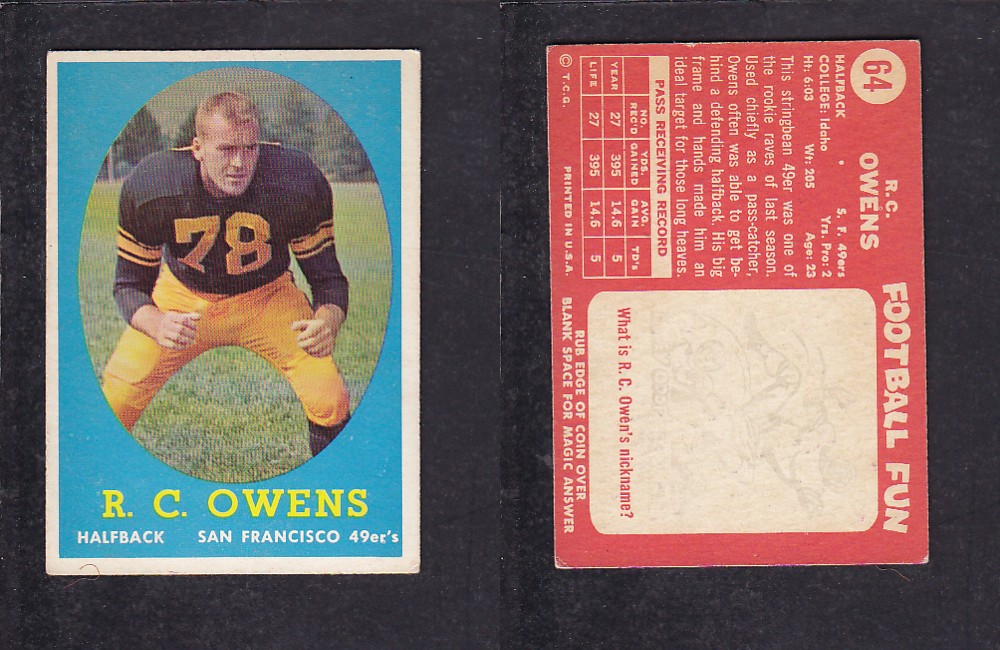 78
R. C. OWENS
HALFBACK SAN FRANCISCO 49er's
64
R. C.
OWENS
HALFBACK • S. F. 49ers
COLLEGE: Idaho Yrs. Pro: 2
Ht: 6:03 Wt: 205 Age: 23
This stringbean 49er was one of
the rookie raves of last season.
Used chiefly as a pass-catcher,
Owens often was able to get be-
hind a defending halfback. His big
frame and hands made him an
ideal target for those long heaves.
PASS RECEIVING RECORD
YEAR NO. REC'D YDS. GAINED AVG. GAIN TD's
YEAR 27 395 14.6 5
LIFE 27 395 14.6 5
© T.C.G. PRINTED IN U.S.A.
FOOTBALL FUN
What is R. C. Owen's nickname?
RUB EDGE OF COIN OVER
BLANK SPACE FOR MAGIC ANSWER